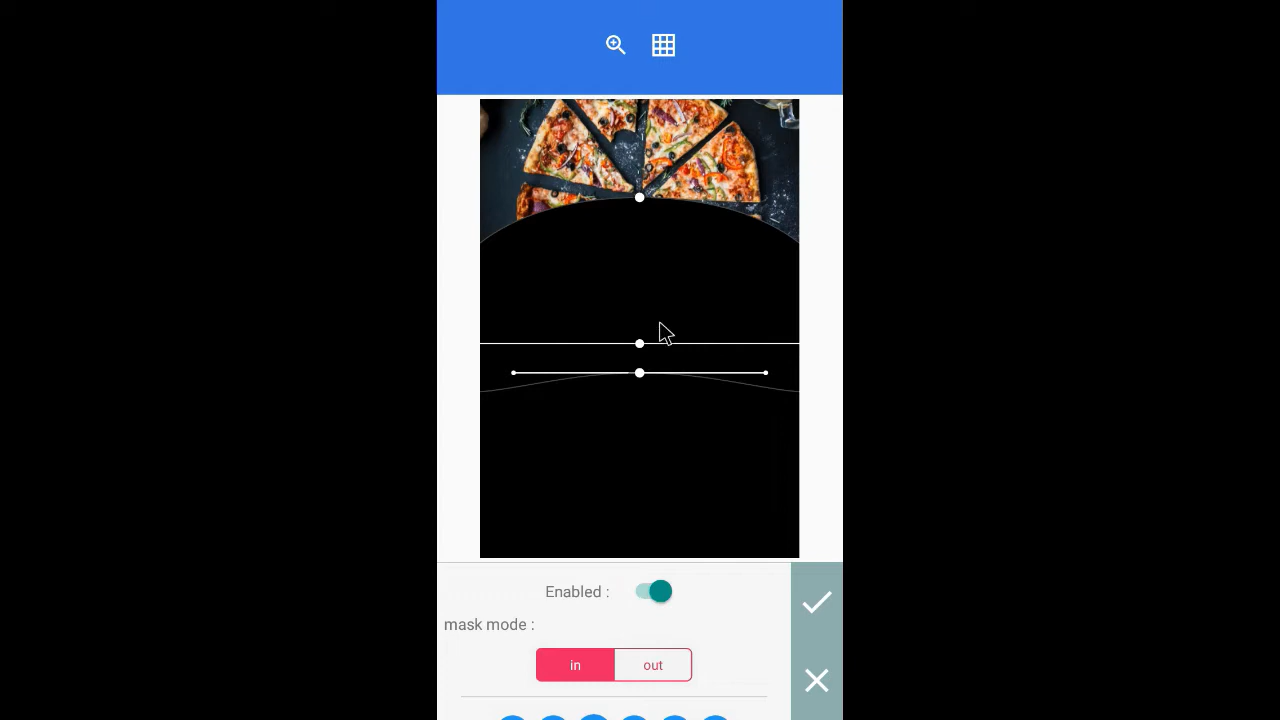 Enabled :
mask mode :
in
out